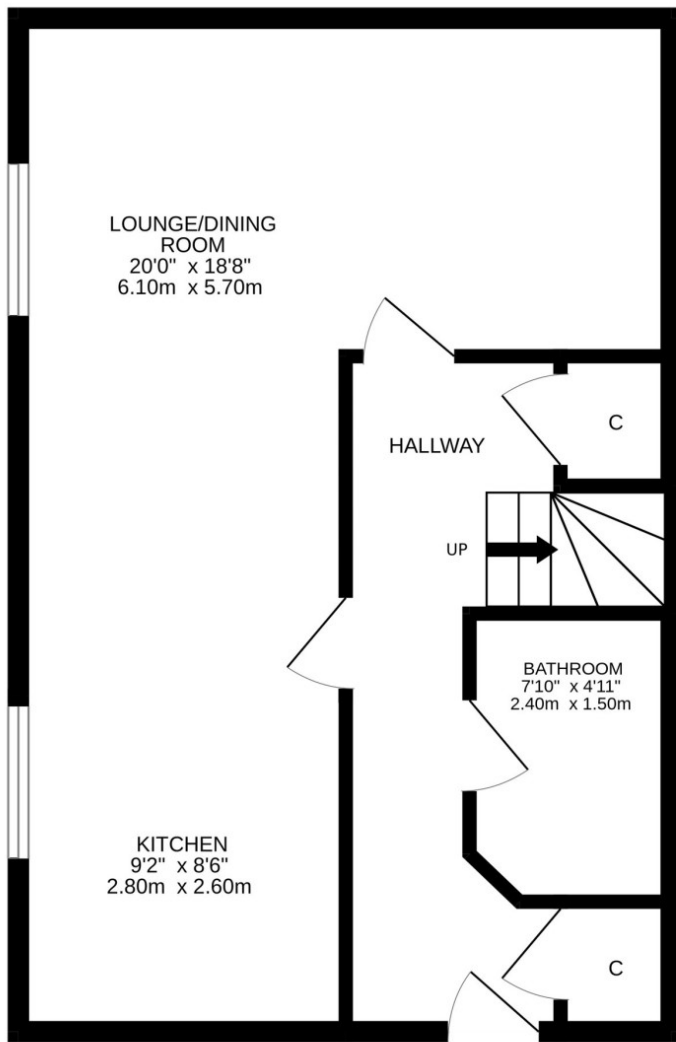 LOUNGE/DINING
ROOM
20'0" x 18'8"
6.10m x 5.70m
C
HALLWAY
UP
BATHROOM
7'10" x 4'11"
2.40m x 1.50m
KITCHEN
9'2" x 8'6"
2.80m x 2.60m
C